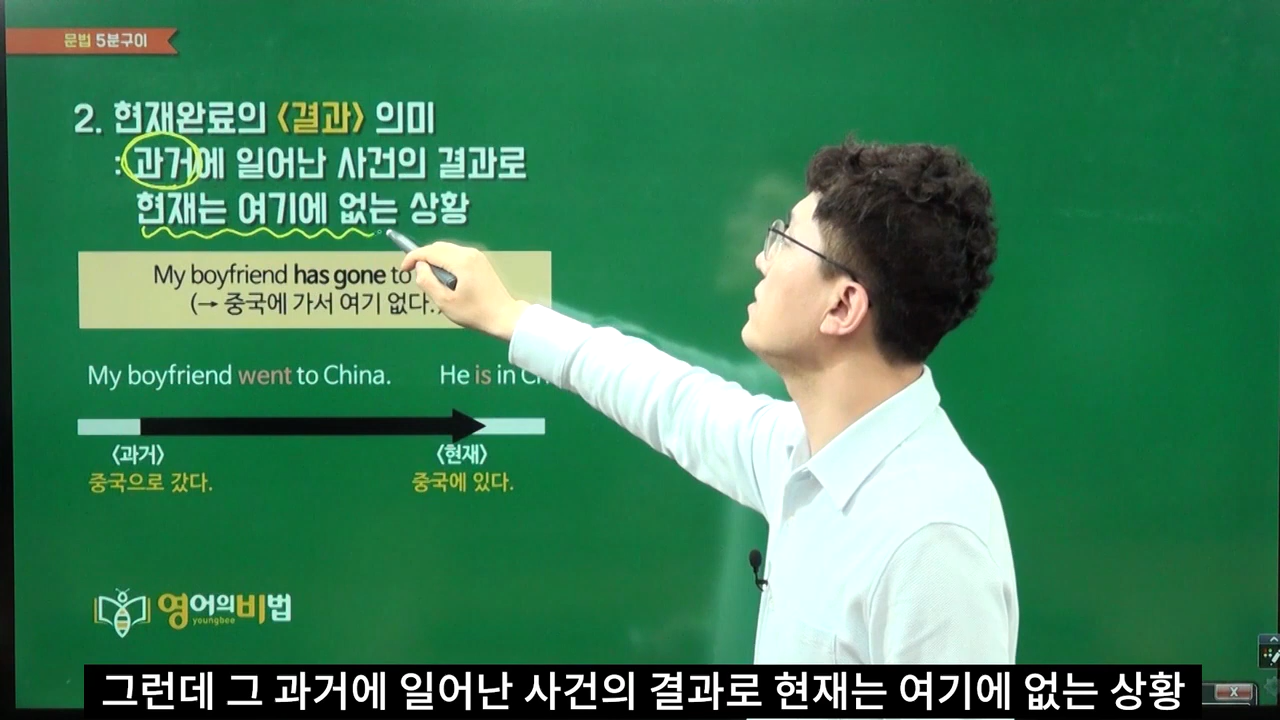 문법 5분구이
2. 현재완료의 〈결과〉 의미
: 과거에 일어난 사건의 결과로
현재는 여기에 없는 상황
My boyfriend has gone to
(→ 중국에 가서 여기 없다.)
My boyfriend went to China. He is in Ch
〈과거〉 〈현재〉
중국으로 갔다. 중국에 있다.
영어의비법
youngbee
그런데 그 과거에 일어난 사건의 결과로 현재는 여기에 없는 상황
X